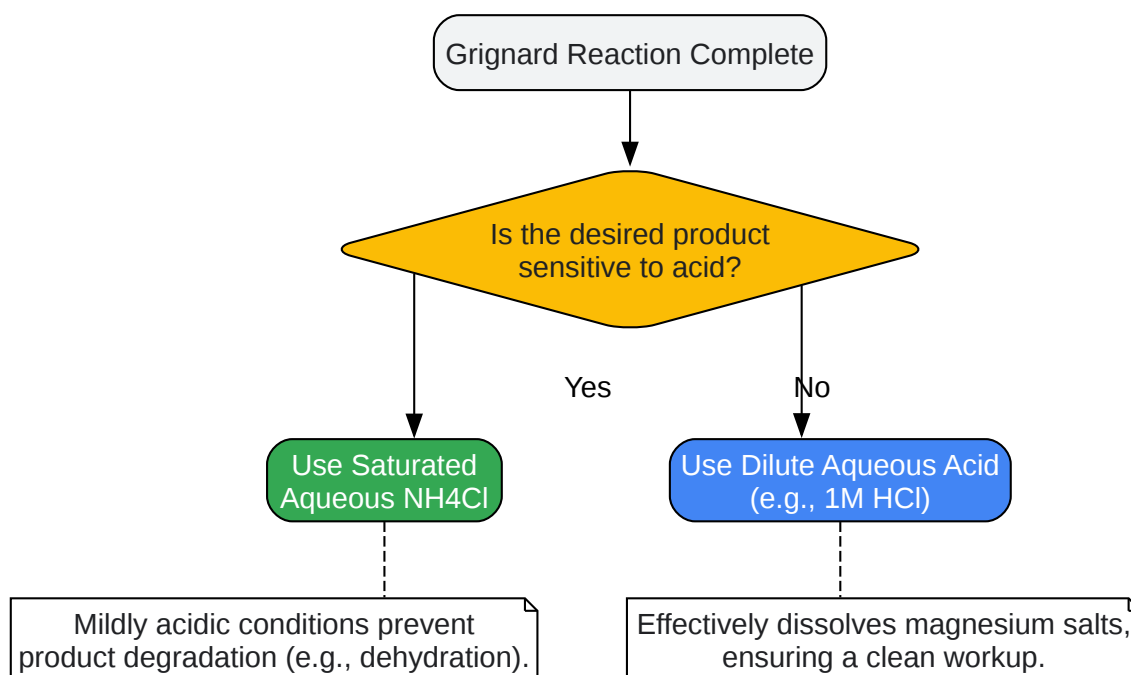 Grignard Reaction Complete
Is the desired product
sensitive to acid?
Yes
No
Use Saturated
Aqueous NH4Cl
Use Dilute Aqueous Acid
(e.g., 1M HCl)
Mildly acidic conditions prevent
product degradation (e.g., dehydration).
Effectively dissolves magnesium salts,
ensuring a clean workup.